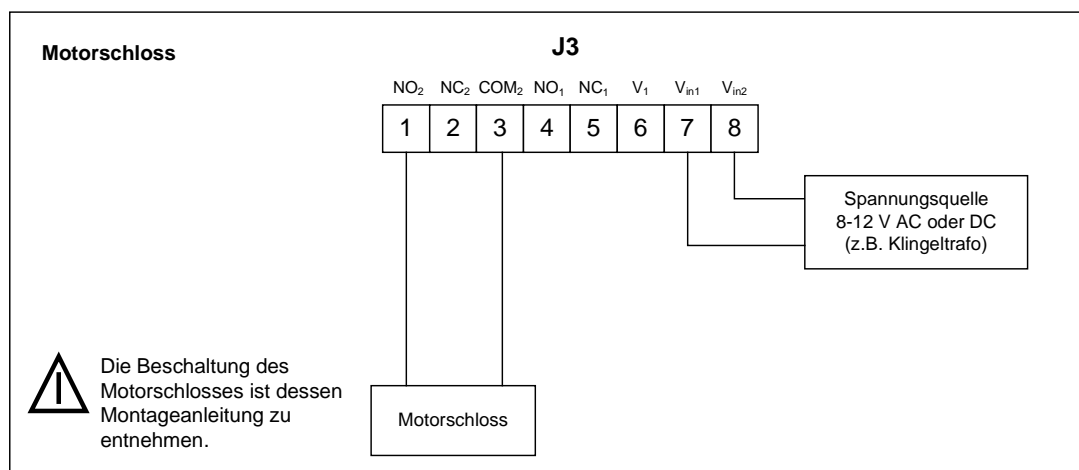 Motorschloss
J3
NO₂ NC₂ COM₂ NO₁ NC₁ V₁ Vin1 Vin2
1 2 3 4 5 6 7 8
Spannungsquelle
8-12 V AC oder DC
(z.B. Klingeltrafo)
Die Beschaltung des
Motorschlosses ist dessen
Montageanleitung zu
entnehmen.
Motorschloss